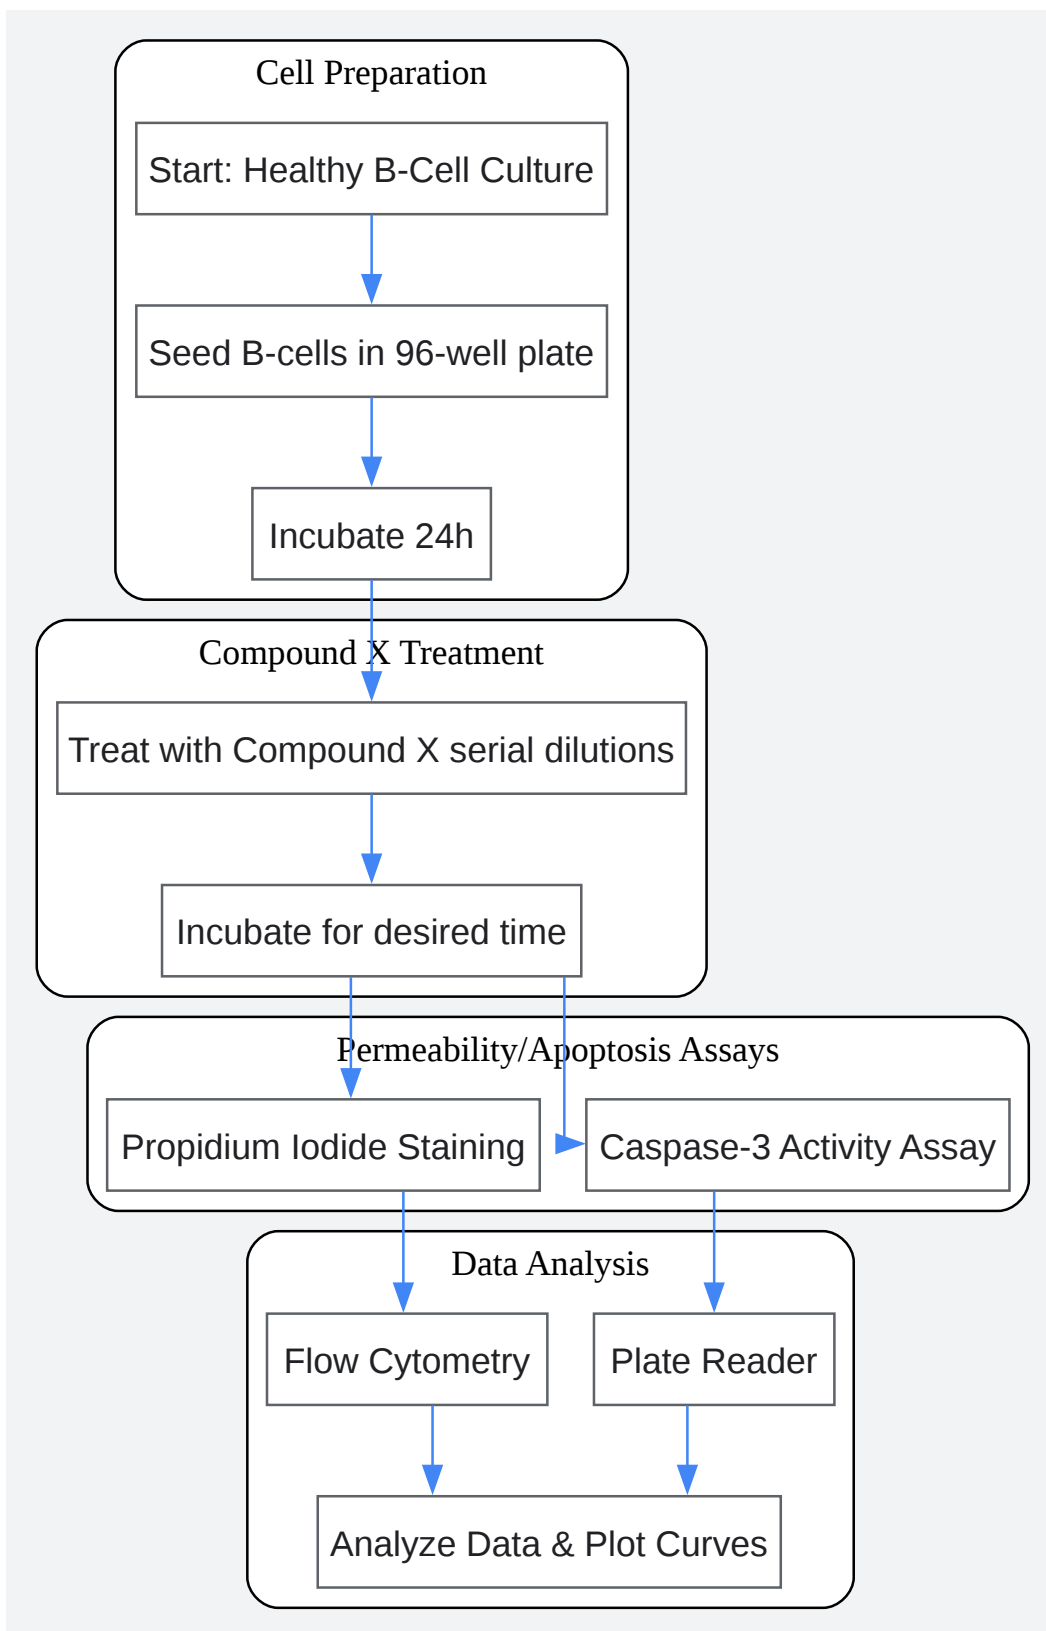 Cell Preparation
Start: Healthy B-Cell Culture
Seed B-cells in 96-well plate
Incubate 24h
Compound X Treatment
Treat with Compound X serial dilutions
Incubate for desired time
Permeability/Apoptosis Assays
Propidium Iodide Staining
Caspase-3 Activity Assay
Data Analysis
Flow Cytometry
Plate Reader
Analyze Data & Plot Curves